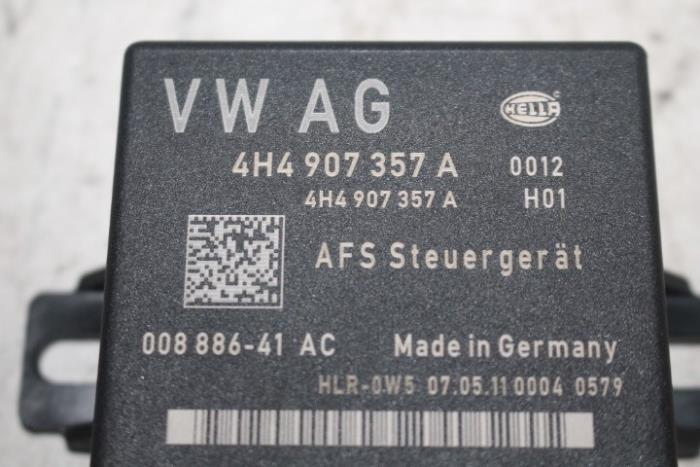 VW AG
HELLA
4H4 907 357 A 0012
4H4 907 357 A H01
AFS Steuergerät
008 886-41 AC Made in Germany
HLR-0W5 07.05.11 0004 0579